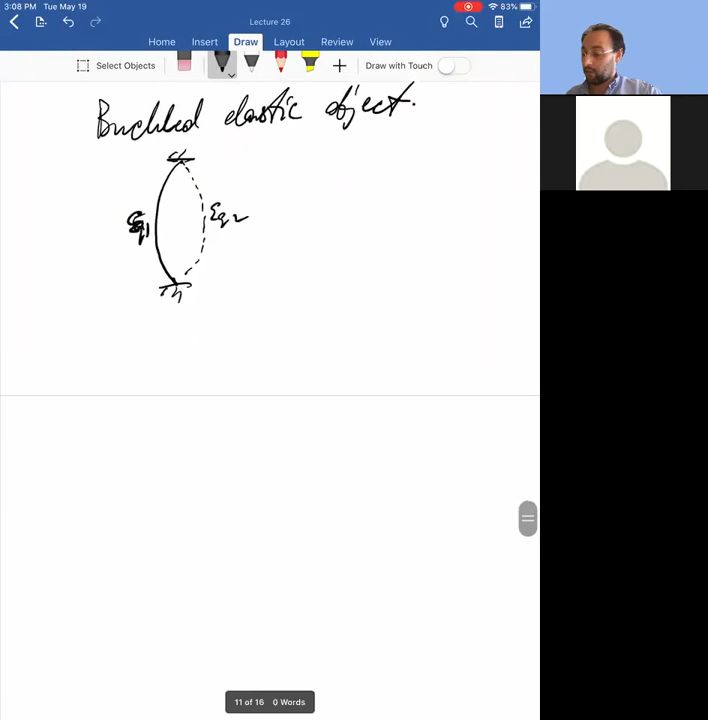 3:08 PM Tue May 19
83%
Lecture 26
Home Insert Draw Layout Review View
Select Objects
Draw with Touch
Buckled elastic object.
Eq1
Eq2
11 of 16 0 Words